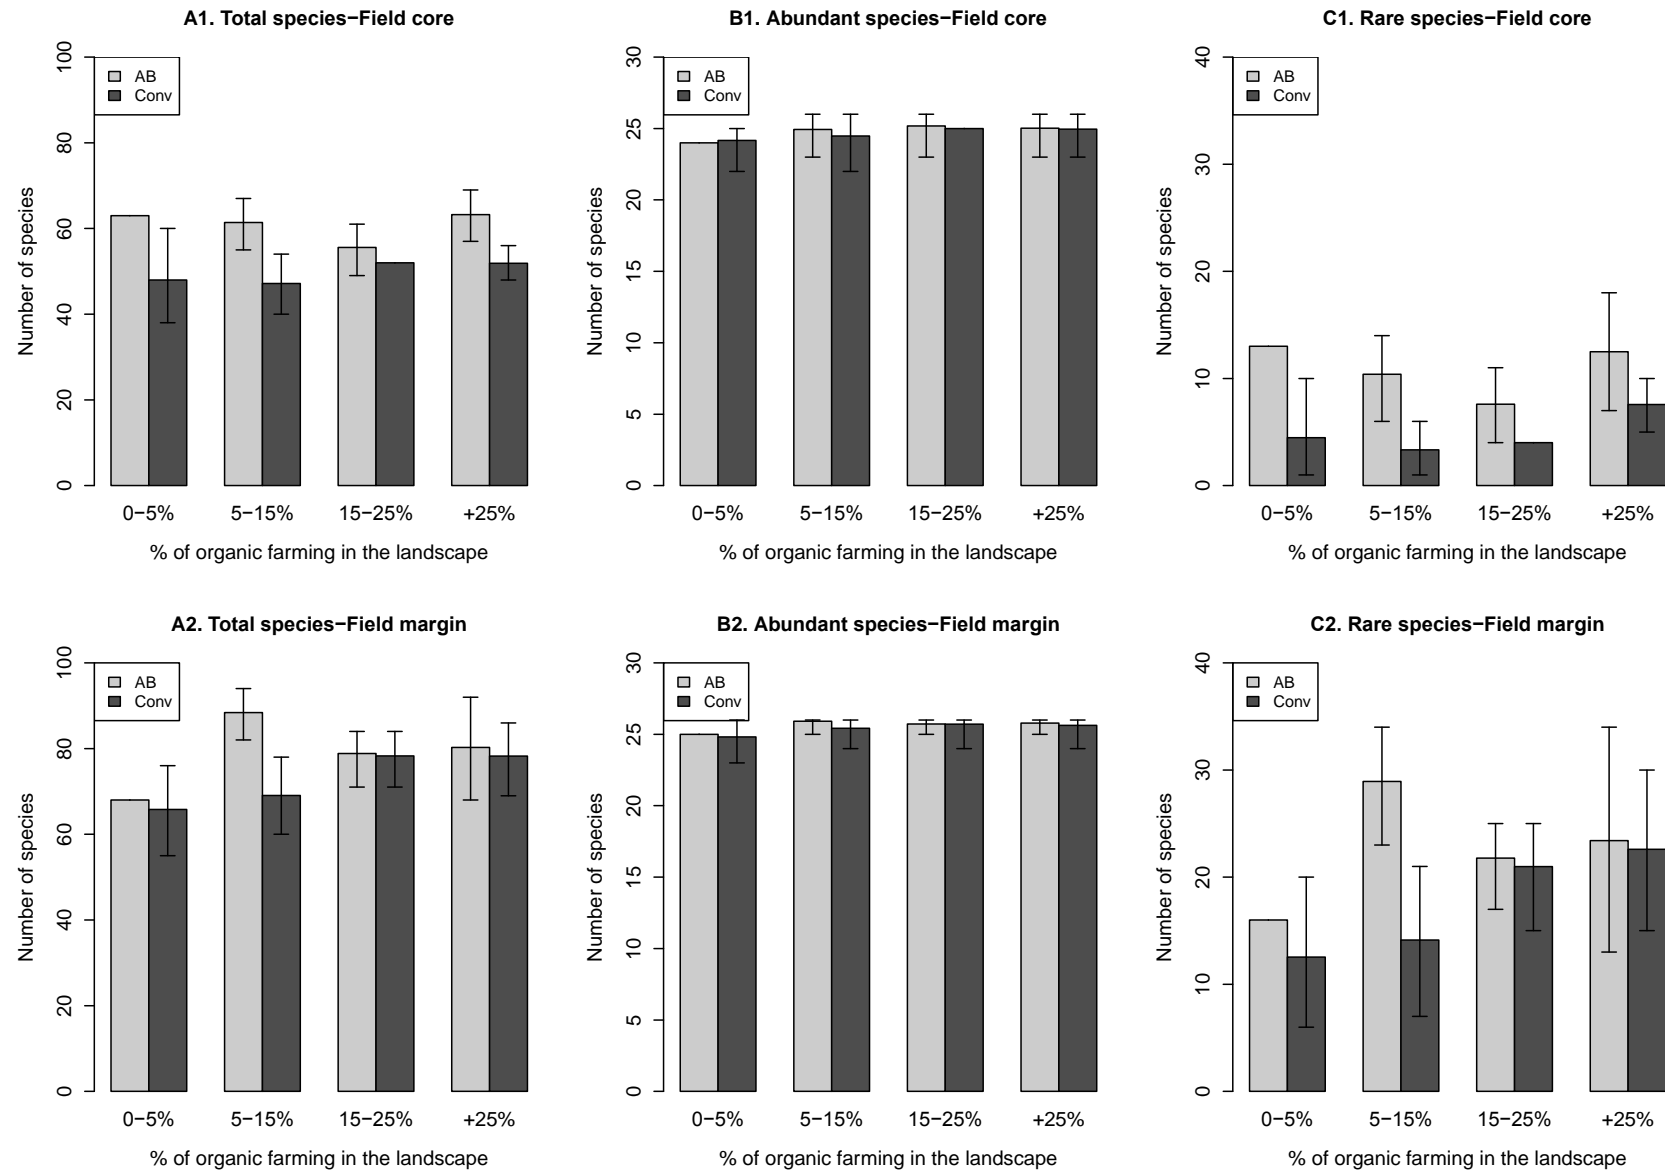 A1. Total species−Field core
Number of species
0 20 40 60 80 100
AB
Conv
0−5% 5−15% 15−25% +25%
% of organic farming in the landscape
B1. Abundant species−Field core
Number of species
0 5 10 15 20 25 30
AB
Conv
0−5% 5−15% 15−25% +25%
% of organic farming in the landscape
C1. Rare species−Field core
Number of species
0 10 20 30 40
AB
Conv
0−5% 5−15% 15−25% +25%
% of organic farming in the landscape
A2. Total species−Field margin
Number of species
0 20 40 60 80 100
AB
Conv
0−5% 5−15% 15−25% +25%
% of organic farming in the landscape
B2. Abundant species−Field margin
Number of species
0 5 10 15 20 25 30
AB
Conv
0−5% 5−15% 15−25% +25%
% of organic farming in the landscape
C2. Rare species−Field margin
Number of species
0 10 20 30 40
AB
Conv
0−5% 5−15% 15−25% +25%
% of organic farming in the landscape